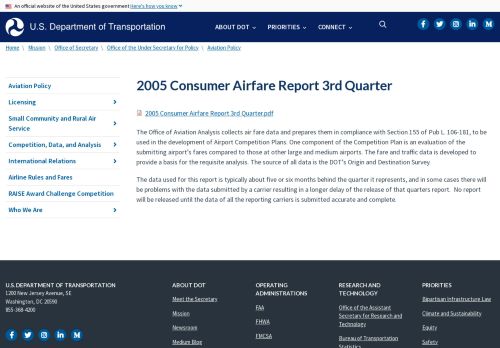 An official website of the United States government Here's how you know
U.S. Department of Transportation
ABOUT DOT
PRIORITIES
CONNECT
Home \ Mission \ Office of Secretary \ Office of the Under Secretary for Policy \ Aviation Policy
Aviation Policy
Licensing
Small Community and Rural Air
Service
Competition, Data, and Analysis
International Relations
Airline Rules and Fares
RAISE Award Challenge Competition
Who We Are
2005 Consumer Airfare Report 3rd Quarter
2005 Consumer Airfare Report 3rd Quarter.pdf
The Office of Aviation Analysis collects air fare data and prepares them in compliance with Section 155 of Pub L. 106-181, to be
used in the development of Airport Competition Plans. One component of the Competition Plan is an evaluation of the
submitting airport's fares compared to those at other large and medium airports. The fare and traffic data is developed to
provide a basis for the requisite analysis. The source of all data is the DOT's Origin and Destination Survey.
The data used for this report is typically about five or six months behind the quarter it represents, and in some cases there will
be problems with the data submitted by a carrier resulting in a longer delay of the release of that quarters report. No report
will be released until the data of all the reporting carriers is submitted accurate and complete.
U.S. DEPARTMENT OF TRANSPORTATION
1200 New Jersey Avenue, SE
Washington, DC 20590
855-368-4200
ABOUT DOT
Meet the Secretary
Mission
Newsroom
Medium Blog
OPERATING
ADMINISTRATIONS
FAA
FHWA
FMCSA
RESEARCH AND
TECHNOLOGY
Office of the Assistant
Secretary for Research and
Technology
Bureau of Transportation
Statistics
PRIORITIES
Bipartisan Infrastructure Law
Climate and Sustainability
Equity
Safety